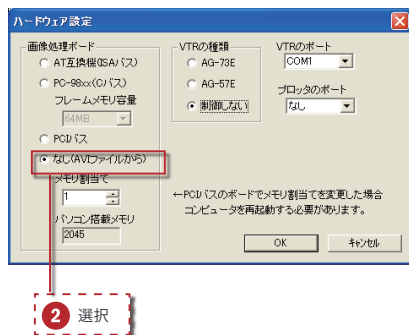 ハードウェア設定
画像処理ボード
AT互換機(ISAバス)
PC-98xx(Cバス)
フレームメモリ容量
64MB
PCIバス
なし(AVIファイルから)
メモリ割当て
1
パソコン搭載メモリ
2045
VTRの種類
AG-73E
AG-57E
制御しない
VTRのポート
COM1
プロッタのポート
なし
←PCIバスのボードでメモリ割当てを変更した場合
コンピュータを再起動する必要があります。
OK
キャンセル
2 選択